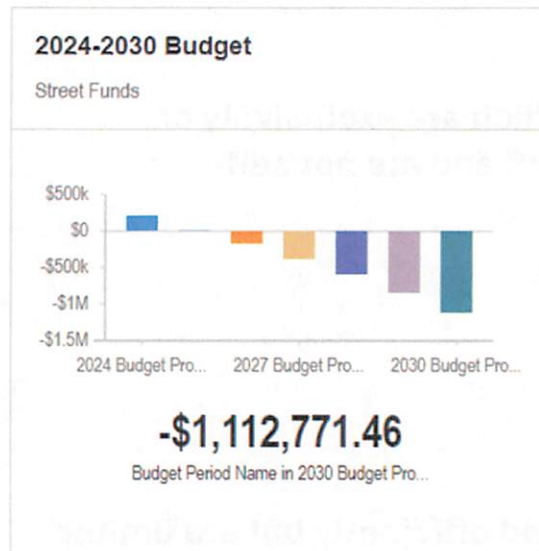 2024-2030 Budget
Street Funds
$500k
$0
-$500k
-$1M
-$1.5M
2024 Budget Pro...
2027 Budget Pro...
2030 Budget Pro...
-$1,112,771.46
Budget Period Name in 2030 Budget Pro...